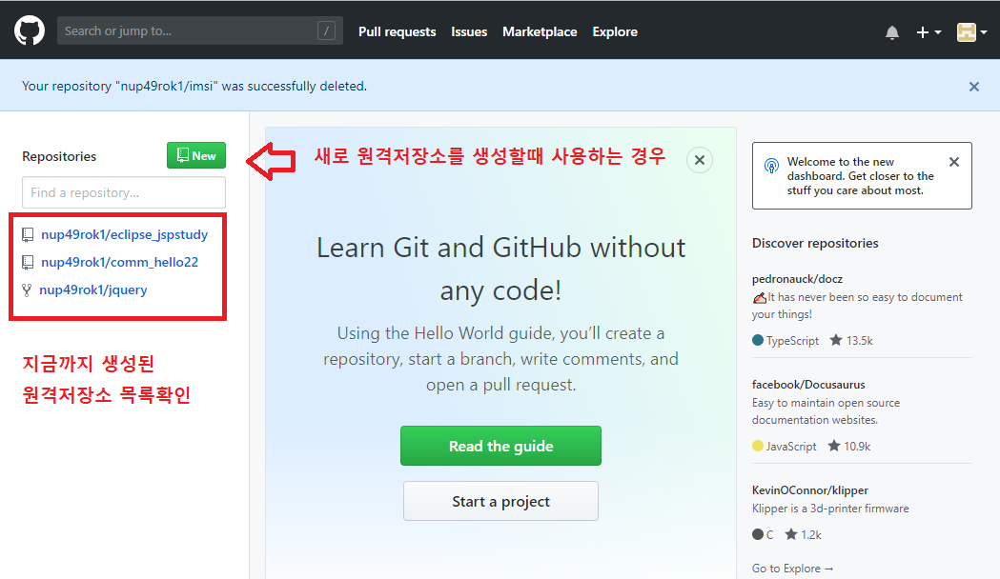 Search or jump to...
/
Pull requests
Issues
Marketplace
Explore
Your repository "nup49rok1/imsi" was successfully deleted.
Repositories
New
새로 원격저장소를 생성할때 사용하는 경우
Find a repository...
nup49rok1/eclipse_jspstudy
nup49rok1/comm_hello22
nup49rok1/jquery
지금까지 생성된
원격저장소 목록확인
Learn Git and GitHub without
any code!
Using the Hello World guide, you’ll create a
repository, start a branch, write comments, and
open a pull request.
Read the guide
Start a project
Welcome to the new
dashboard. Get closer to the
stuff you care about most.
Discover repositories
pedronauck/docz
It has never been so easy to document
your things!
TypeScript 13.5k
facebook/Docusaurus
Easy to maintain open source
documentation websites.
JavaScript 10.9k
KevinOConnor/klipper
Klipper is a 3d-printer firmware
C 1.2k
Go to Explore →